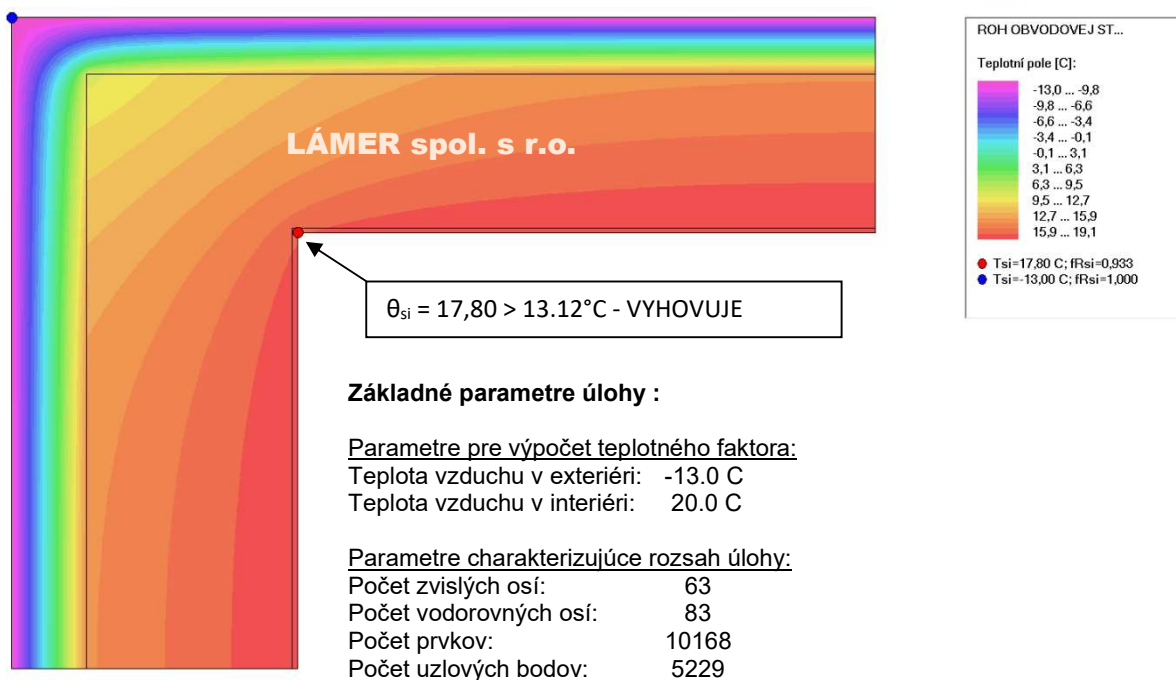 LÁMER spol. s r.o.
θsi = 17,80 > 13.12°C - VYHOVUJE
Základné parametre úlohy :
Parametre pre výpočet teplotného faktora:
Teplota vzduchu v exteriéri: -13.0 C
Teplota vzduchu v interiéri: 20.0 C
Parametre charakterizujúce rozsah úlohy:
Počet zvislých osí: 63
Počet vodorovných osí: 83
Počet prvkov: 10168
Počet uzlových bodov: 5229
ROH OBVODOVEJ ST...
Teplotní pole [C]:
-13,0 ... -9,8
-9,8 ... -6,6
-6,6 ... -3,4
-3,4 ... -0,1
-0,1 ... 3,1
3,1 ... 6,3
6,3 ... 9,5
9,5 ... 12,7
12,7 ... 15,9
15,9 ... 19,1
Tsi=17,80 C; fRsi=0,933
Tsi=-13,00 C; fRsi=1,000